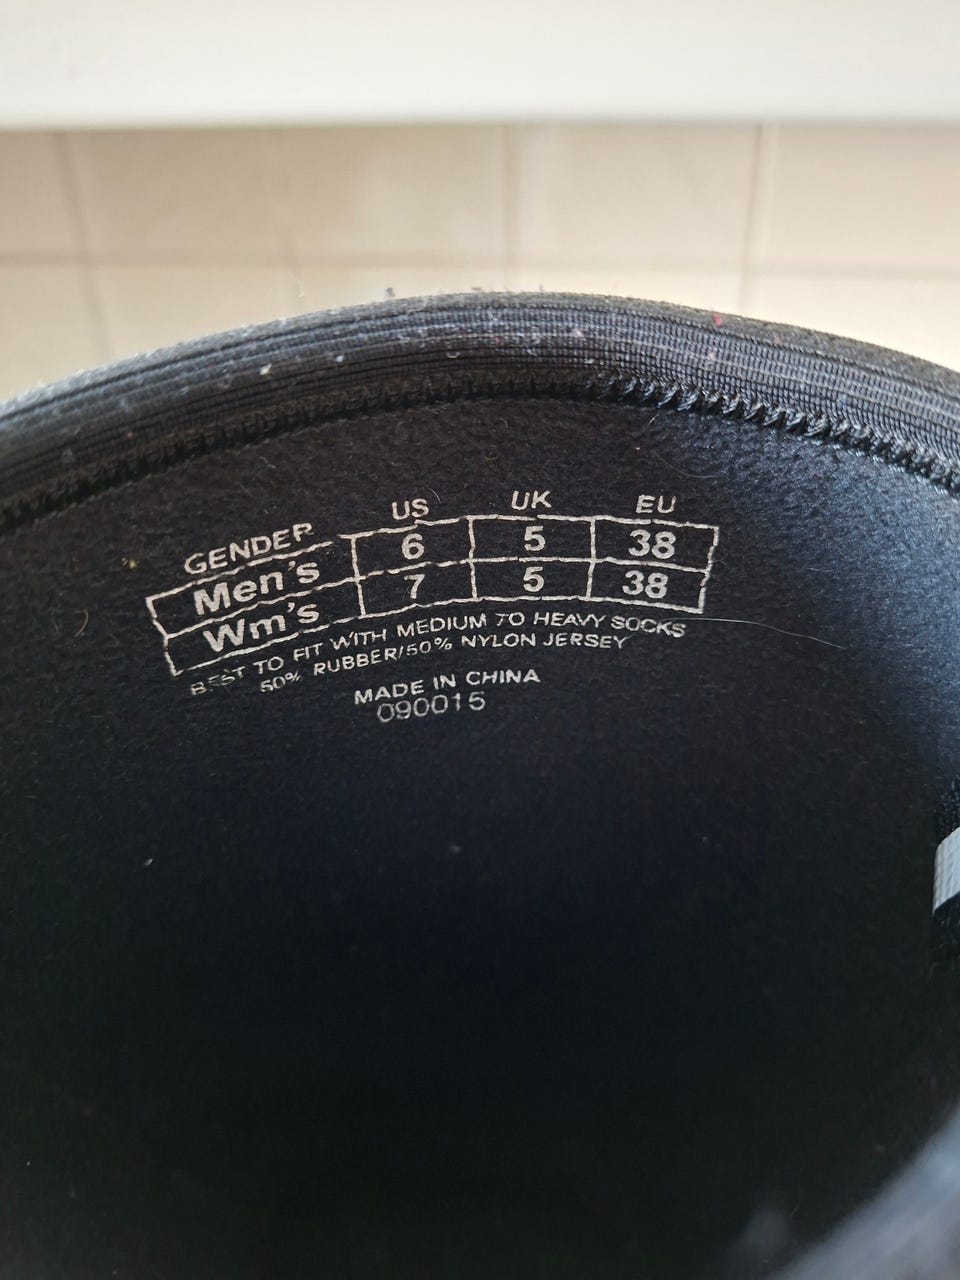 GENDER US UK EU
Men's 6 5 38
Wm's 7 5 38
BEST TO FIT WITH MEDIUM TO HEAVY SOCKS
50% RUBBER/50% NYLON JERSEY
MADE IN CHINA
090015